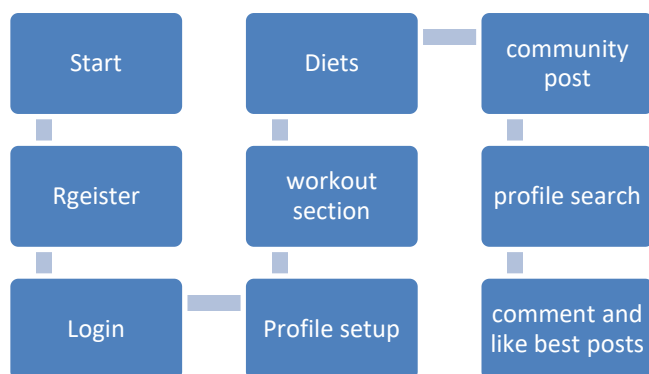 Start
Rgeister
Login
Profile setup
workout
section
Diets
community
post
profile search
comment and
like best posts